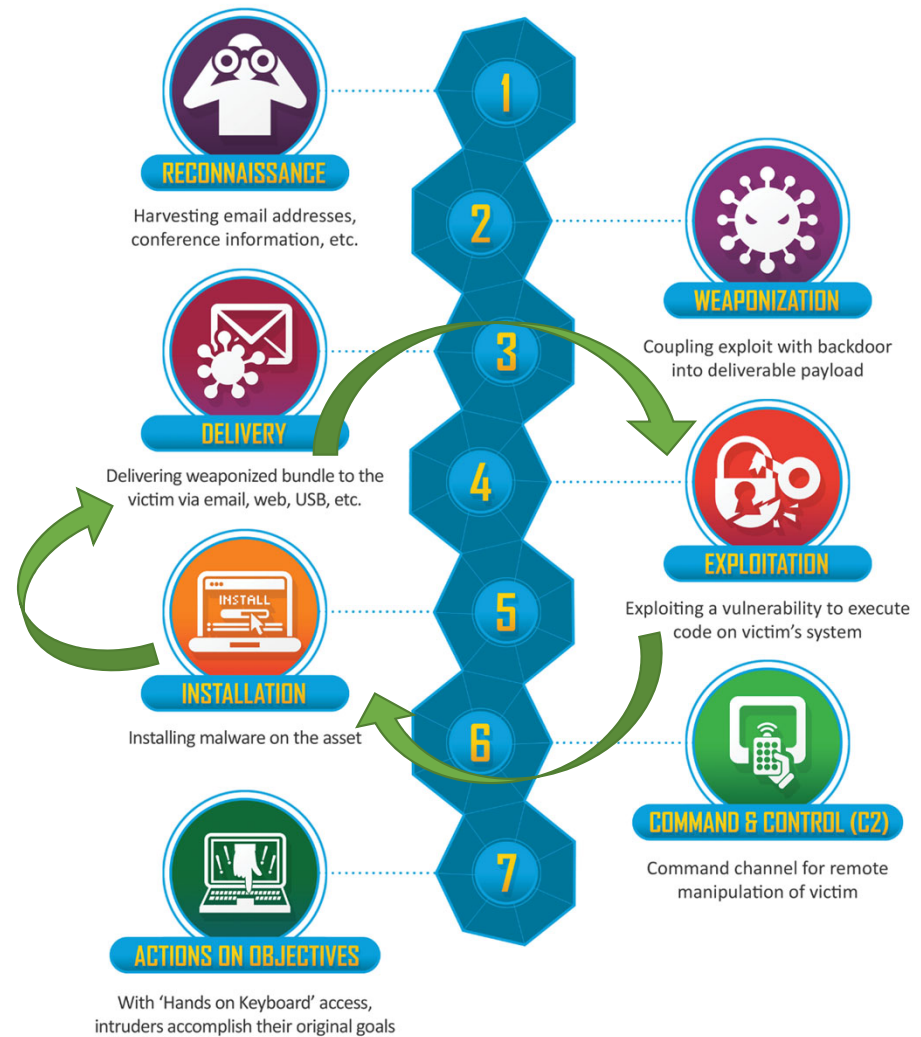 1
RECONNAISSANCE
Harvesting email addresses,
conference information, etc.
2
WEAPONIZATION
Coupling exploit with backdoor
into deliverable payload
3
DELIVERY
Delivering weaponized bundle to the
victim via email, web, USB, etc.
4
EXPLOITATION
Exploiting a vulnerability to execute
code on victim's system
5
INSTALL
INSTALLATION
Installing malware on the asset
6
COMMAND & CONTROL (C2)
Command channel for remote
manipulation of victim
7
ACTIONS ON OBJECTIVES
With ‘Hands on Keyboard’ access,
intruders accomplish their original goals